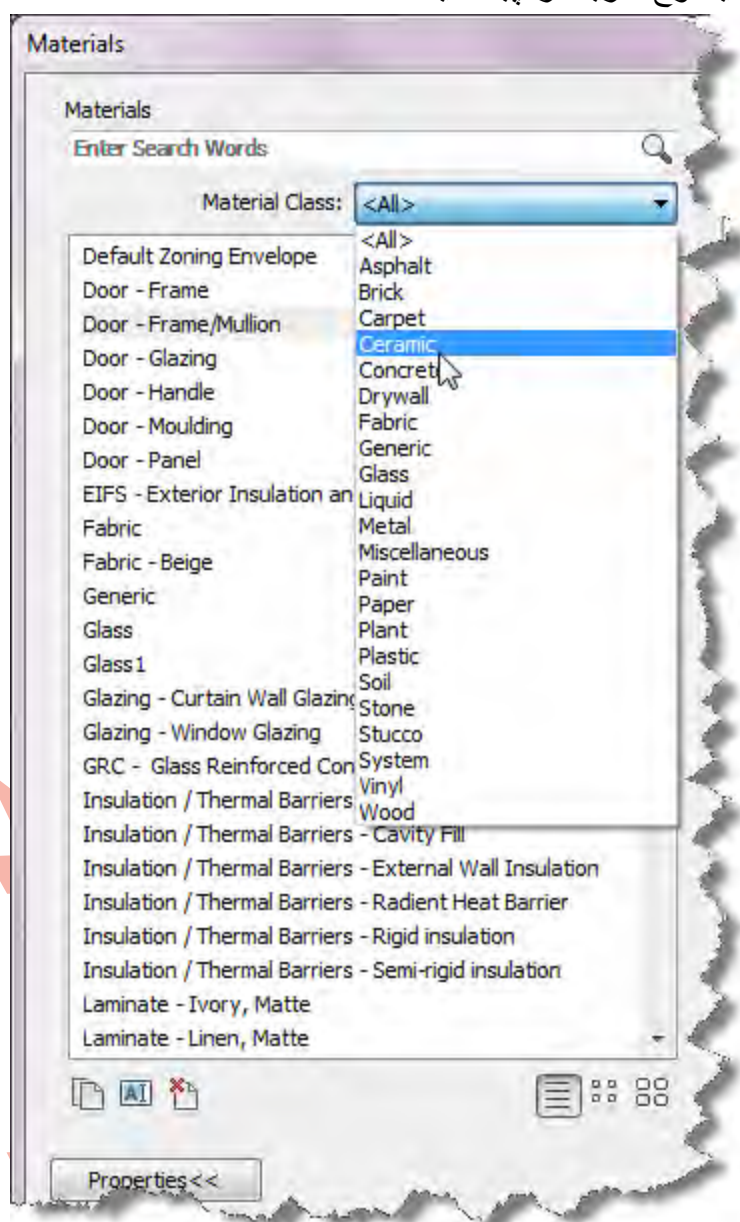 Materials
Materials
Enter Search Words
Material Class: <All>
<All>
Asphalt
Brick
Carpet
Ceramic
Concrete
Drywall
Fabric
Generic
Glass
Liquid
Metal
Miscellaneous
Paint
Paper
Plant
Plastic
Soil
Stone
Stucco
System
Vinyl
Wood
Default Zoning Envelope
Door - Frame
Door - Frame/Mullion
Door - Glazing
Door - Handle
Door - Moulding
Door - Panel
EIFS - Exterior Insulation an
Fabric
Fabric - Beige
Generic
Glass
Glass1
Glazing - Curtain Wall Glazing
Glazing - Window Glazing
GRC - Glass Reinforced Con
Insulation / Thermal Barriers
Insulation / Thermal Barriers - Cavity Fill
Insulation / Thermal Barriers - External Wall Insulation
Insulation / Thermal Barriers - Radient Heat Barrier
Insulation / Thermal Barriers - Rigid insulation
Insulation / Thermal Barriers - Semi-rigid insulation
Laminate - Ivory, Matte
Laminate - Linen, Matte
AI
Properties<<